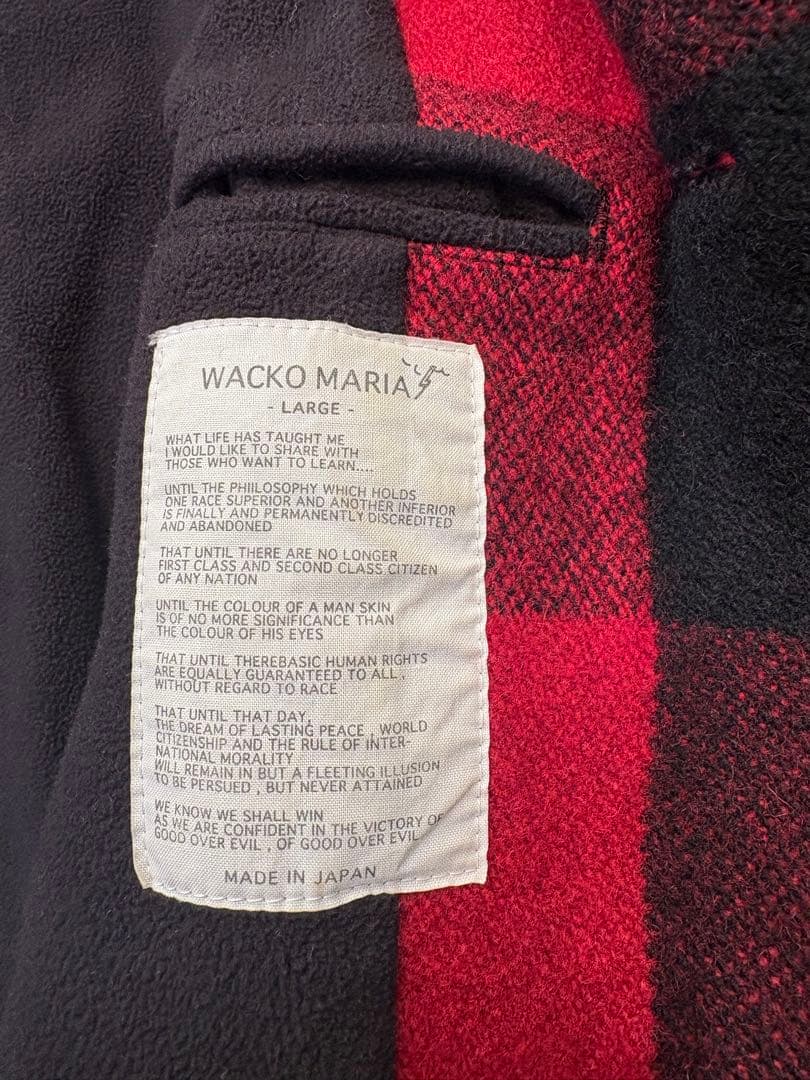 WACKO MARIA
- LARGE -
WHAT LIFE HAS TAUGHT ME
I WOULD LIKE TO SHARE WITH
THOSE WHO WANT TO LEARN....
UNTIL THE PHILOSOPHY WHICH HOLDS
ONE RACE SUPERIOR AND ANOTHER INFERIOR
IS FINALLY AND PERMANENTLY DISCREDITED
AND ABANDONED
THAT UNTIL THERE ARE NO LONGER
FIRST CLASS AND SECOND CLASS CITIZEN
OF ANY NATION
UNTIL THE COLOUR OF A MAN SKIN
IS OF NO MORE SIGNIFICANCE THAN
THE COLOUR OF HIS EYES
THAT UNTIL THEREBASIC HUMAN RIGHTS
ARE EQUALLY GUARANTEED TO ALL ,
WITHOUT REGARD TO RACE
THAT UNTIL THAT DAY,
THE DREAM OF LASTING PEACE , WORLD
CITIZENSHIP AND THE RULE OF INTER-
NATIONAL MORALITY
WILL REMAIN IN BUT A FLEETING ILLUSION
TO BE PERSUED , BUT NEVER ATTAINED
WE KNOW WE SHALL WIN
AS WE ARE CONFIDENT IN THE VICTORY OF
GOOD OVER EVIL , OF GOOD OVER EVIL
MADE IN JAPAN